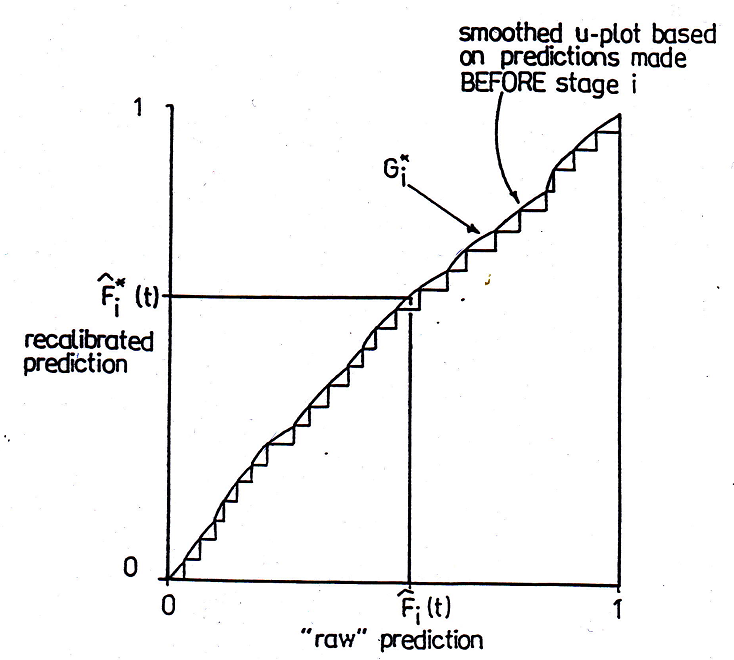 smoothed u-plot based
on predictions made
BEFORE stage i
1
G*i
F̂*i (t)
recalibrated
prediction
0
0
F̂i (t)
1
"raw" prediction